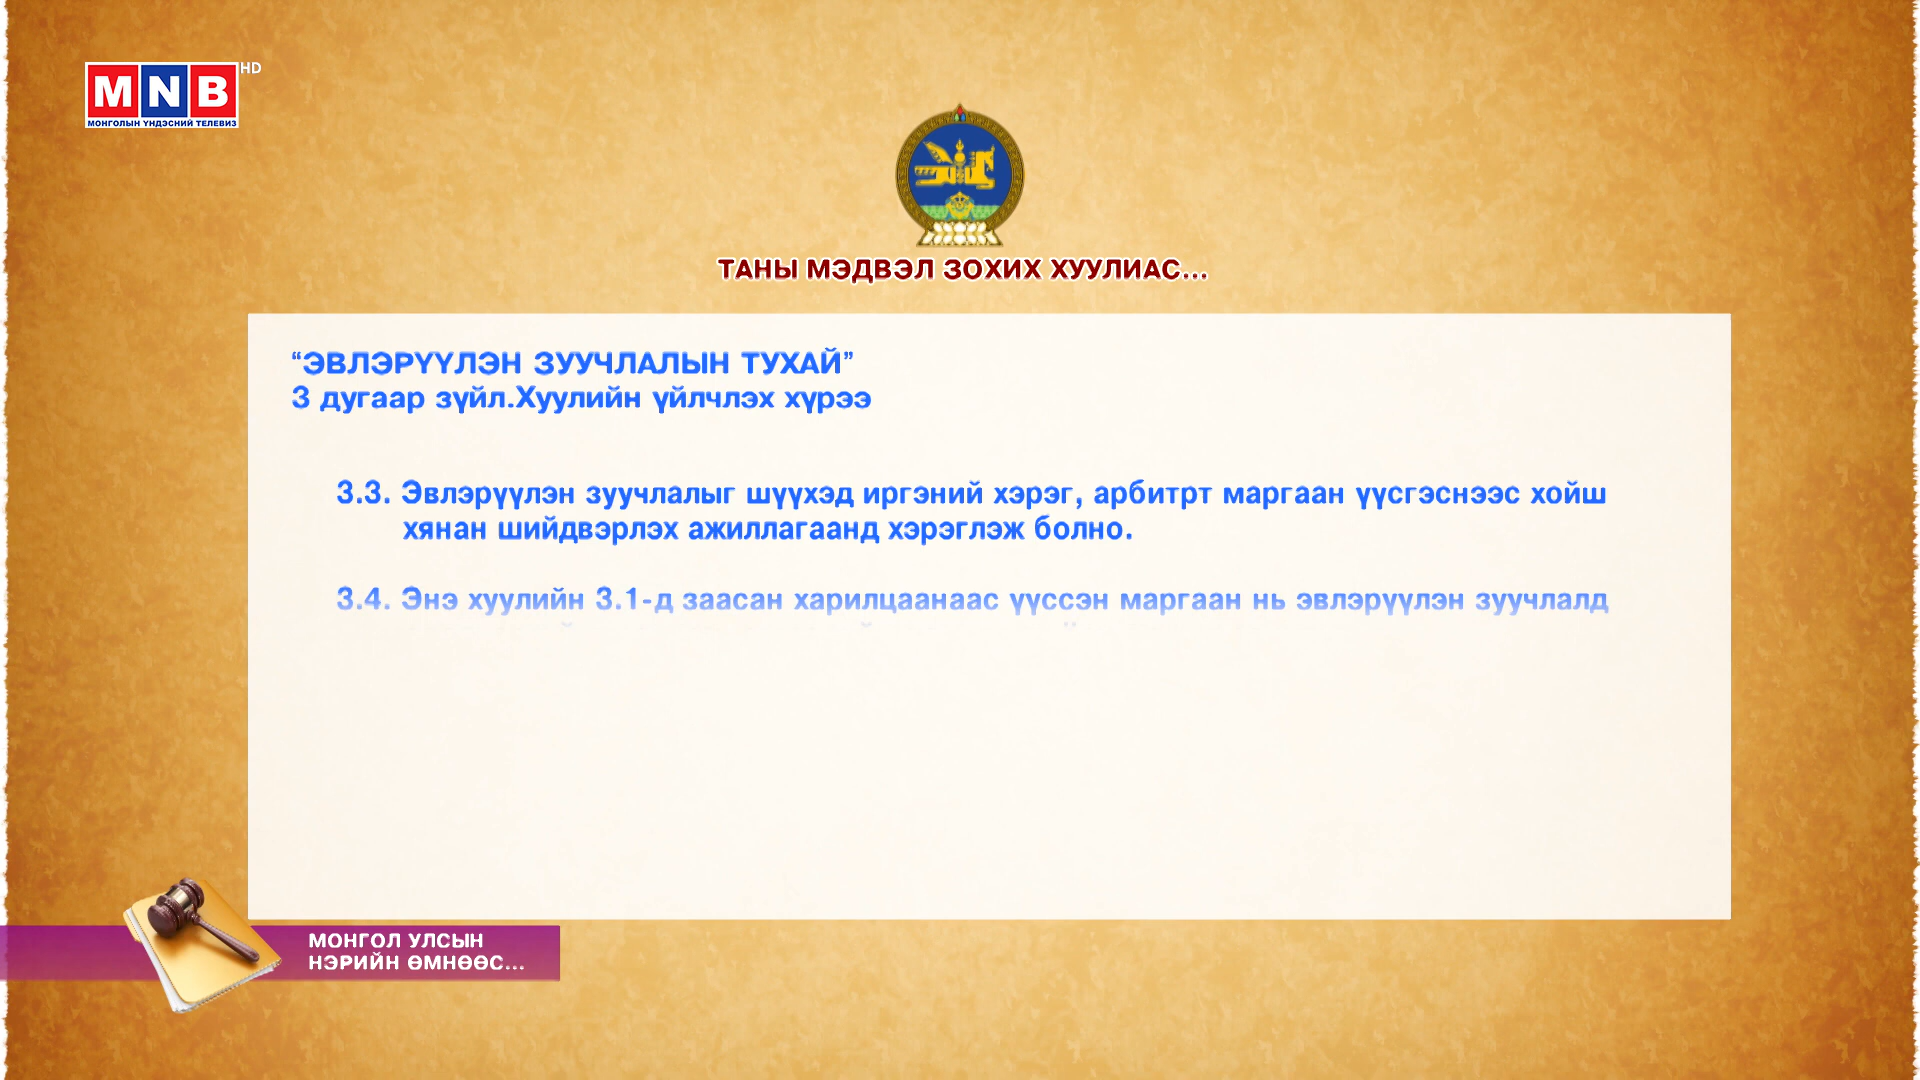 MNB HD
МОНГОЛЫН ҮНДЭСНИЙ ТЕЛЕВИЗ
ТАНЫ МЭДВЭЛ ЗОХИХ ХУУЛИАС...
“ЭВЛЭРҮҮЛЭН ЗУУЧЛАЛЫН ТУХАЙ”
3 дугаар зүйл.Хуулийн үйлчлэх хүрээ
3.3. Эвлэрүүлэн зуучлалыг шүүхэд иргэний хэрэг, арбитрт маргаан үүсгэснээс хойш
хянан шийдвэрлэх ажиллагаанд хэрэглэж болно.
3.4. Энэ хуулийн 3.1-д заасан харилцаанаас үүссэн маргаан нь эвлэрүүлэн зуучлалд
МОНГОЛ УЛСЫН
НЭРИЙН ӨМНӨӨС...